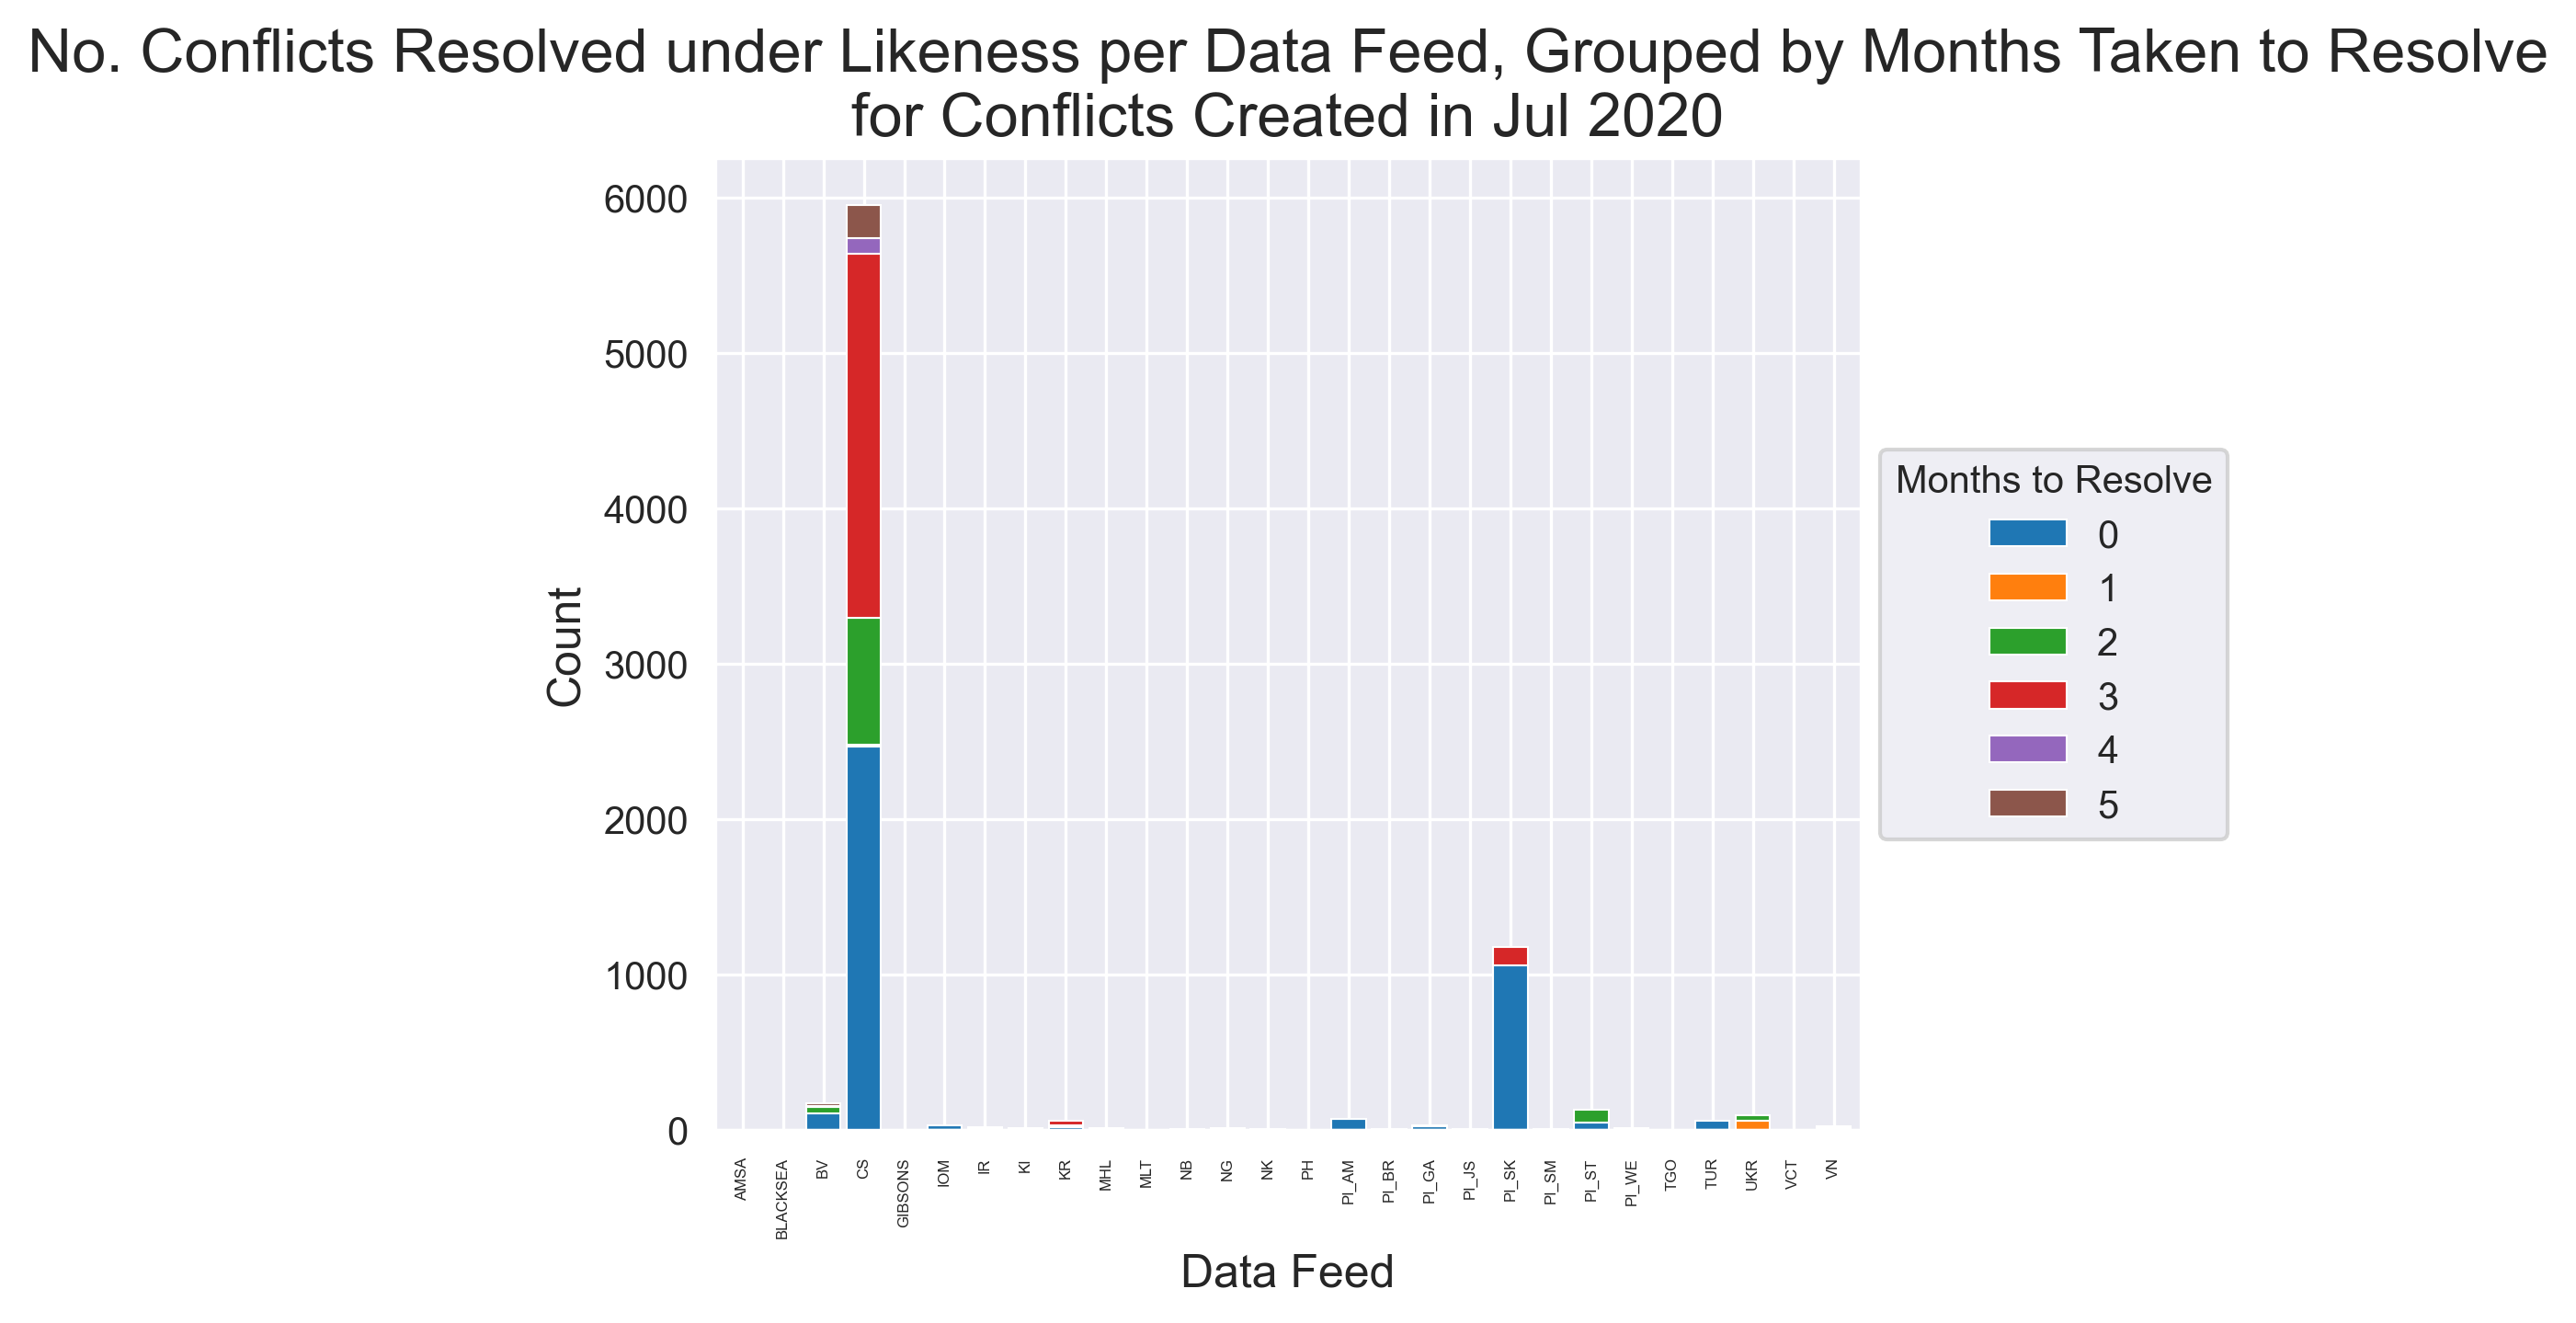 No. Conflicts Resolved under Likeness per Data Feed, Grouped by Months Taken to Resolve
for Conflicts Created in Jul 2020
6000
5000
4000
3000
2000
1000
0
Count
AMSA
BLACKSEA
BV
CS
GIBSONS
IOM
IR
KI
KR
MHL
MLT
NB
NG
NK
PH
PI_AM
PI_BR
PI_GA
PI_JS
PI_SK
PI_SM
PI_ST
PI_WE
TGO
TUR
UKR
VCT
VN
Data Feed
Months to Resolve
0
1
2
3
4
5